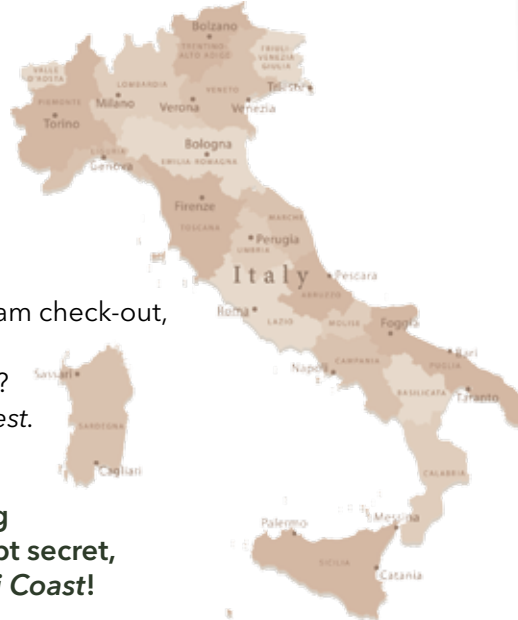 Bolzano
TRENTINO-
ALTO ADIGE
FRIULI
VENEZIA
GIULIA
VALLE
D'AOSTA
LOMBARDIA
VENETO
Trieste
PIEMONTE
Milano
Verona
Venezia
Torino
Bologna
LIGURIA
EMILIA-ROMAGNA
Genova
Firenze
MARCHE
TOSCANA
Perugia
UMBRIA
Italy
Pescara
ABRUZZO
am check-out,
Roma
LAZIO
MOLISE
Foggia
Bari
Sassari
?
Napoli
CAMPANIA
PUGLIA
est.
BASILICATA
Taranto
SARDEGNA
Cagliari
CALABRIA
g
Palermo
Messina
pt secret,
SICILIA
i Coast!
Catania